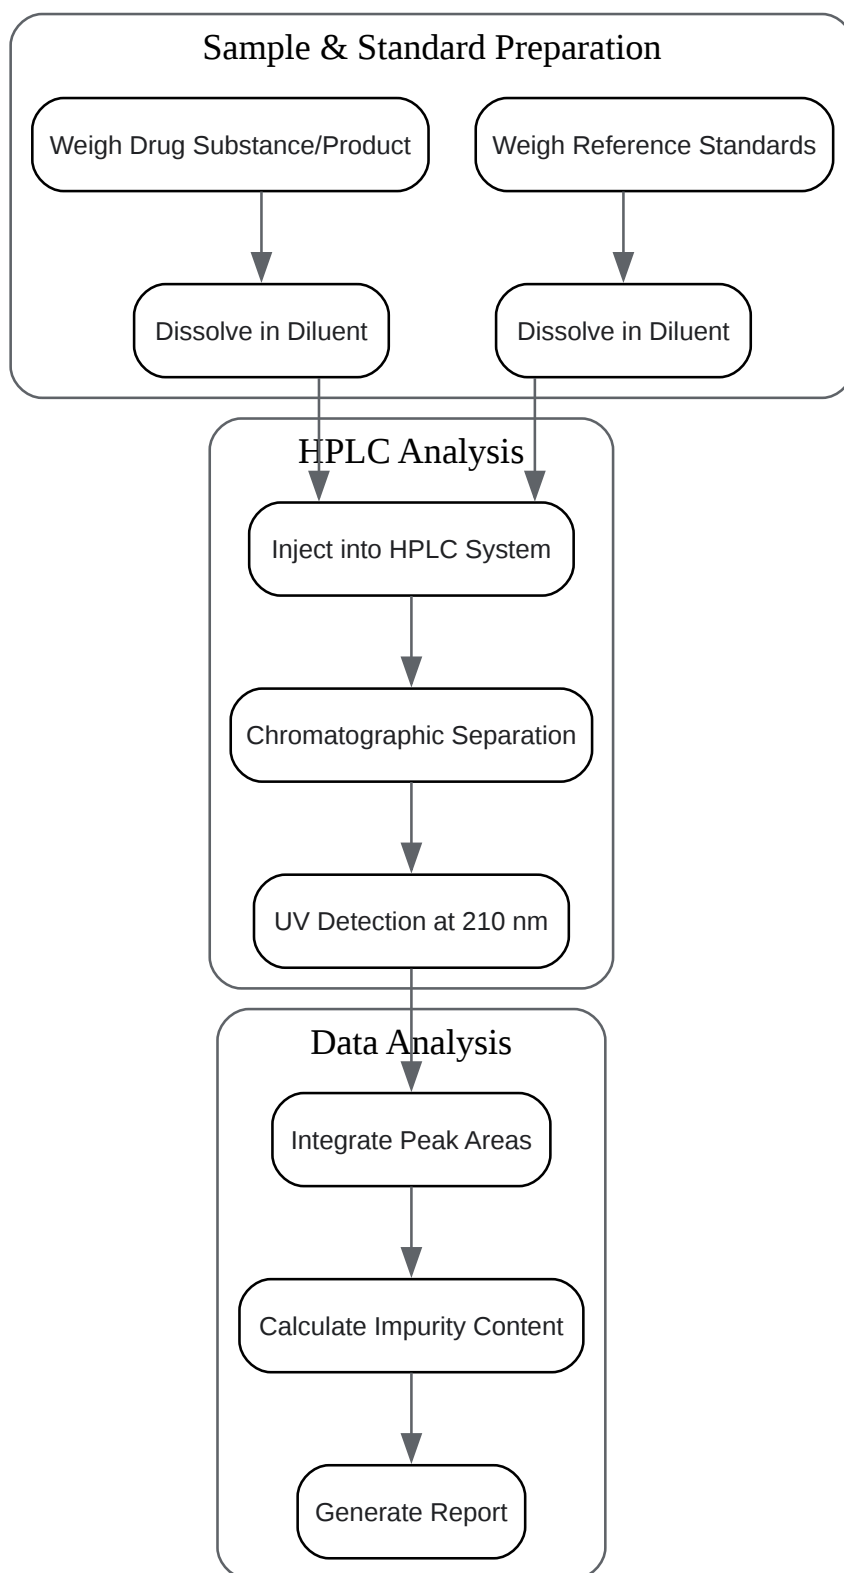 Sample & Standard Preparation
Weigh Drug Substance/Product
Weigh Reference Standards
Dissolve in Diluent
Dissolve in Diluent
HPLC Analysis
Inject into HPLC System
Chromatographic Separation
UV Detection at 210 nm
Data Analysis
Integrate Peak Areas
Calculate Impurity Content
Generate Report